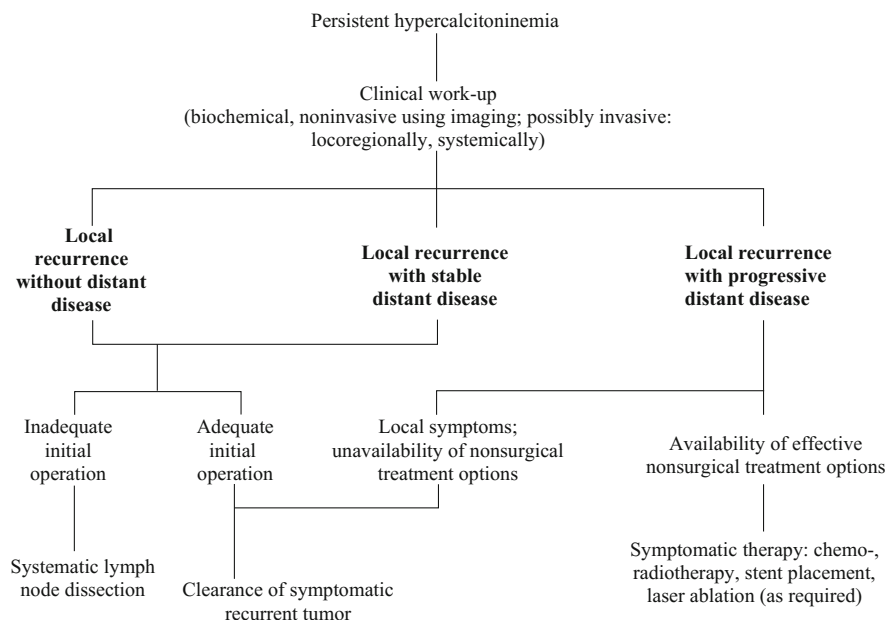 Persistent hypercalcitoninemia
Clinical work-up
(biochemical, noninvasive using imaging; possibly invasive:
locoregionally, systemically)
Local
recurrence
without distant
disease
Local recurrence
with stable
distant disease
Local recurrence
with progressive
distant disease
Inadequate
initial
operation
Adequate
initial
operation
Local symptoms;
unavailability of nonsurgical
treatment options
Availability of effective
nonsurgical treatment options
Systematic lymph
node dissection
Clearance of symptomatic
recurrent tumor
Symptomatic therapy: chemo-,
radiotherapy, stent placement,
laser ablation (as required)